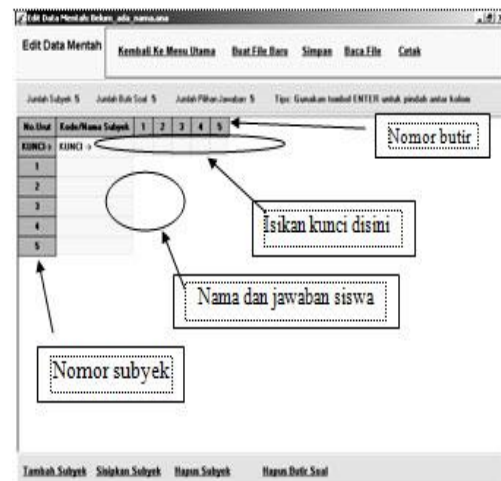 Edit Data Mentah: Belum_ada_nama.ana
Edit Data Mentah
Kembali Ke Menu Utama Buat File Baru Simpan Baca File Cetak
Jumlah Subyek 5 Jumlah Butir Soal 5 Jumlah Pilihan Jawaban 5 Tips: Gunakan tombol ENTER untuk pindah antar kolom
No.Urut Kode/Nama Subyek 1 2 3 4 5
KUNCI-> KUNCI ->
1
2
3
4
5
Nomor butir
Isikan kunci disini
Nama dan jawaban siswa
Nomor subyek
Tambah Subyek Sisipkan Subyek Hapus Subyek Hapus Butir Soal